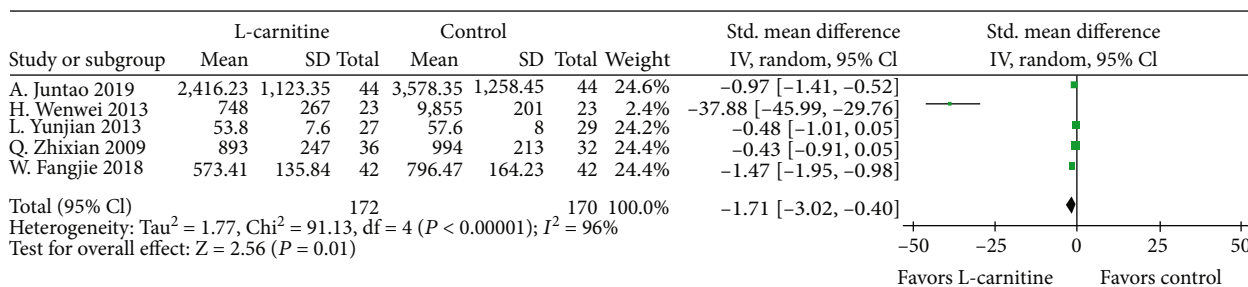 L-carnitine Control Std. mean difference Std. mean difference
Study or subgroup Mean SD Total Mean SD Total Weight IV, random, 95% Cl IV, random, 95% Cl
A. Juntao 2019 2,416.23 1,123.35 44 3,578.35 1,258.45 44 24.6% −0.97 [−1.41, −0.52]
H. Wenwei 2013 748 267 23 9,855 201 23 2.4% −37.88 [−45.99, −29.76]
L. Yunjian 2013 53.8 7.6 27 57.6 8 29 24.2% −0.48 [−1.01, 0.05]
Q. Zhixian 2009 893 247 36 994 213 32 24.4% −0.43 [−0.91, 0.05]
W. Fangjie 2018 573.41 135.84 42 796.47 164.23 42 24.4% −1.47 [−1.95, −0.98]
Total (95% Cl) 172 170 100.0% −1.71 [−3.02, −0.40]
Heterogeneity: Tau² = 1.77, Chi² = 91.13, df = 4 (P < 0.00001); I² = 96%
Test for overall effect: Z = 2.56 (P = 0.01)
−50 −25 0 25 50
Favors L-carnitine Favors control